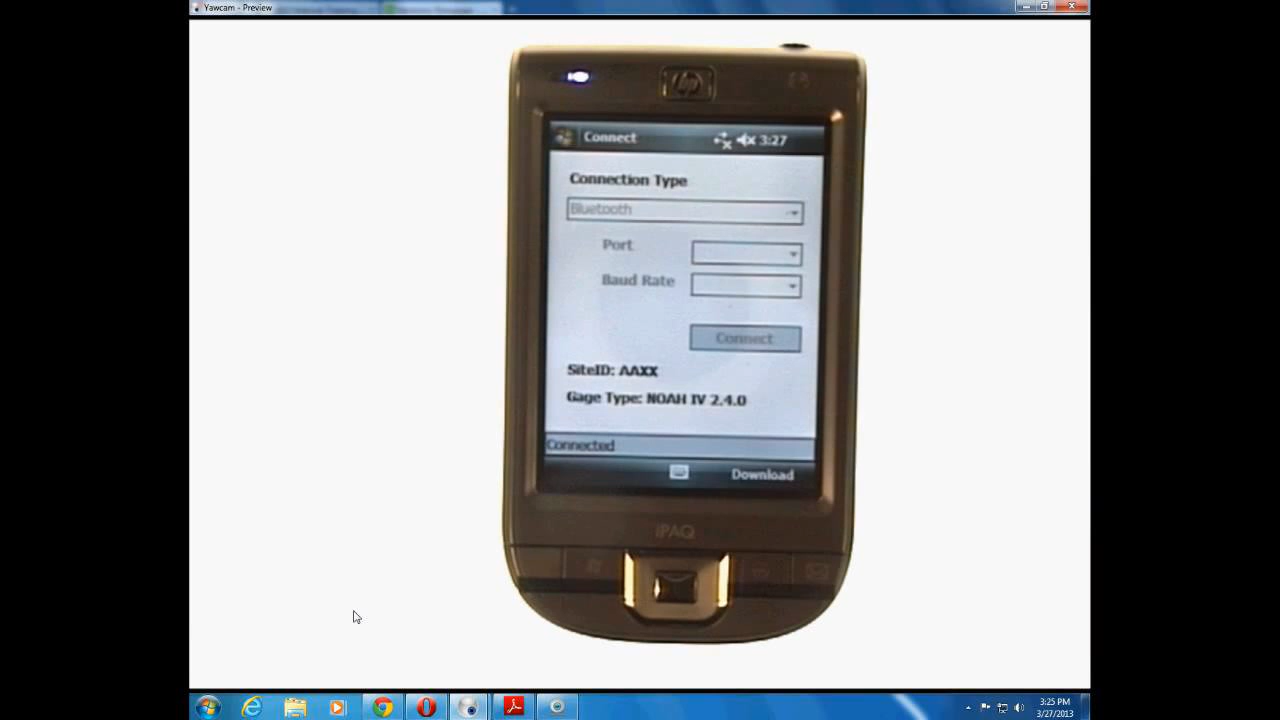 Yawcam - Preview
hp
Connect 3:27
Connection Type
Bluetooth
Port
Baud Rate
Connect
SiteID: AAXX
Gage Type: NOAH IV 2.4.0
Connected
Download
iPAQ
3:25 PM
3/27/2013